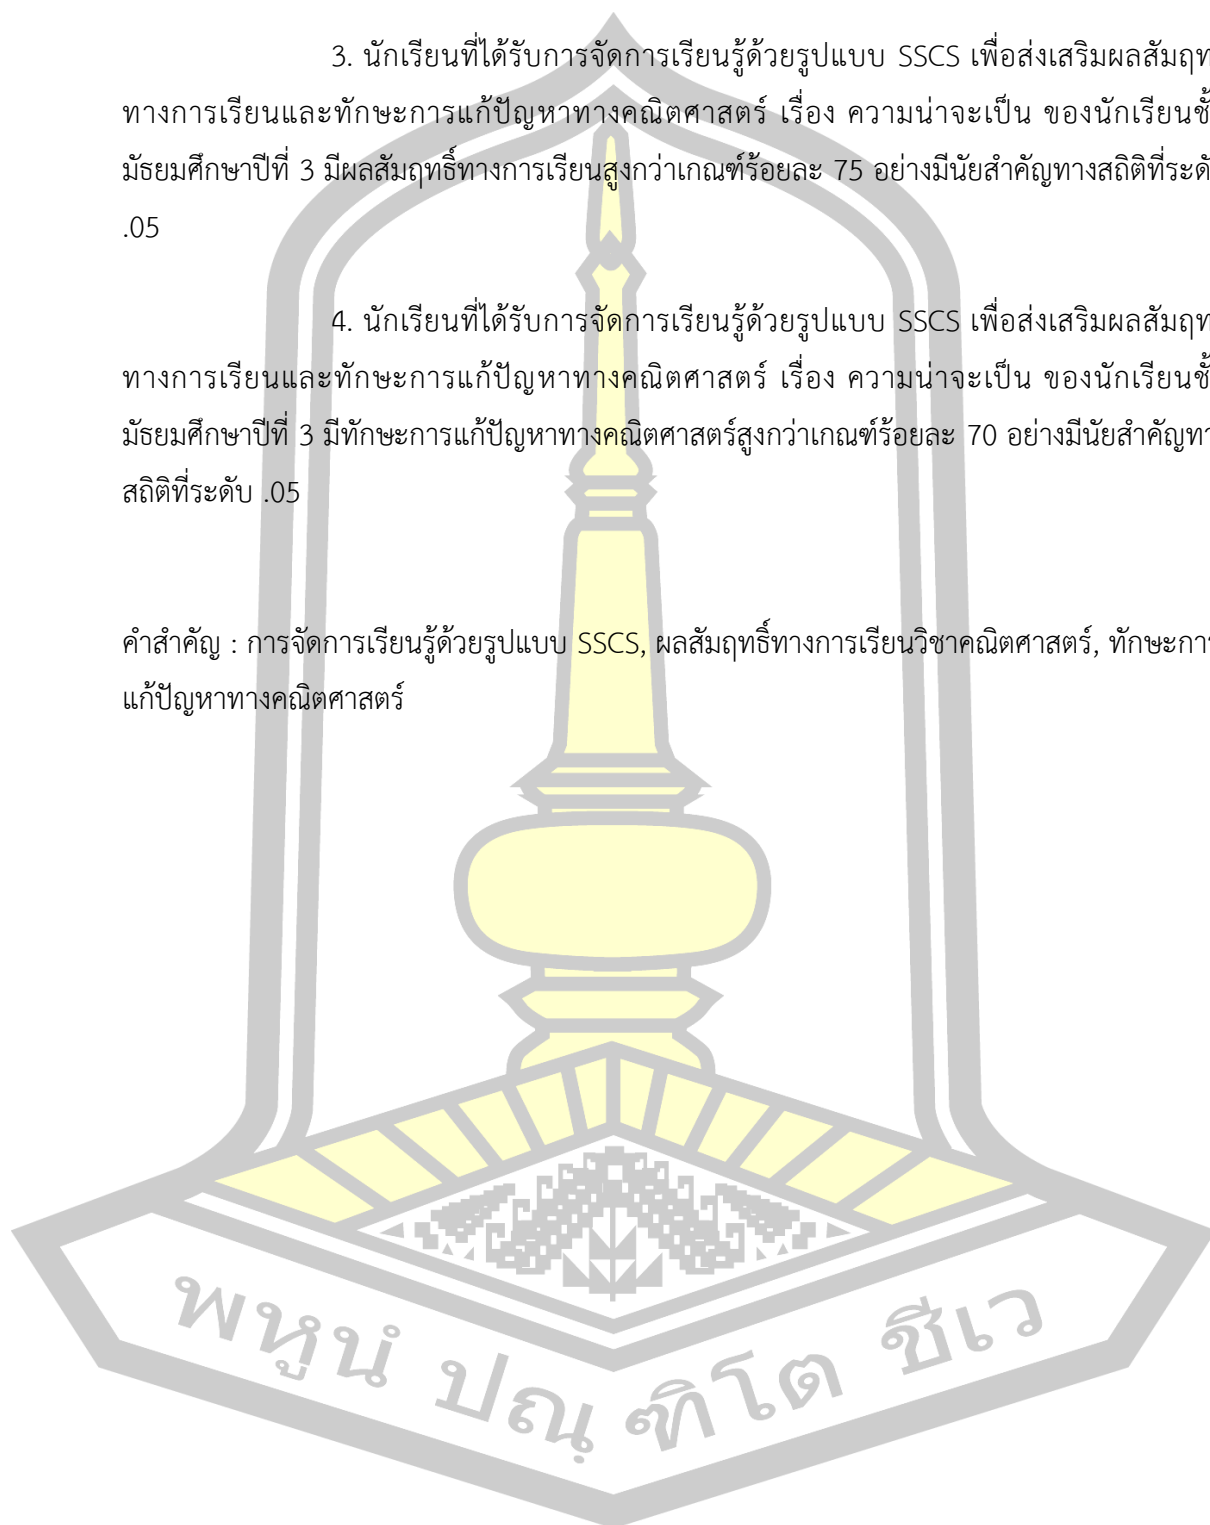 3. นักเรียนที่ได้รับการจัดการเรียนรู้ด้วยรูปแบบ SSCS เพื่อส่งเสริมผลสัมฤท
ทางการเรียนและทักษะการแก้ปัญหาทางคณิตศาสตร์ เรื่อง ความน่าจะเป็น ของนักเรียนชั้
มัธยมศึกษาปีที่ 3 มีผลสัมฤทธิ์ทางการเรียนสูงกว่าเกณฑ์ร้อยละ 75 อย่างมีนัยสำคัญทางสถิติที่ระดั
.05
4. นักเรียนที่ได้รับการจัดการเรียนรู้ด้วยรูปแบบ SSCS เพื่อส่งเสริมผลสัมฤท
ทางการเรียนและทักษะการแก้ปัญหาทางคณิตศาสตร์ เรื่อง ความน่าจะเป็น ของนักเรียนชั้
มัธยมศึกษาปีที่ 3 มีทักษะการแก้ปัญหาทางคณิตศาสตร์สูงกว่าเกณฑ์ร้อยละ 70 อย่างมีนัยสำคัญทา
สถิติที่ระดับ .05
คำสำคัญ : การจัดการเรียนรู้ด้วยรูปแบบ SSCS, ผลสัมฤทธิ์ทางการเรียนวิชาคณิตศาสตร์, ทักษะการ
แก้ปัญหาทางคณิตศาสตร์
พหูนํ ปณฺฑิโต ชีเว